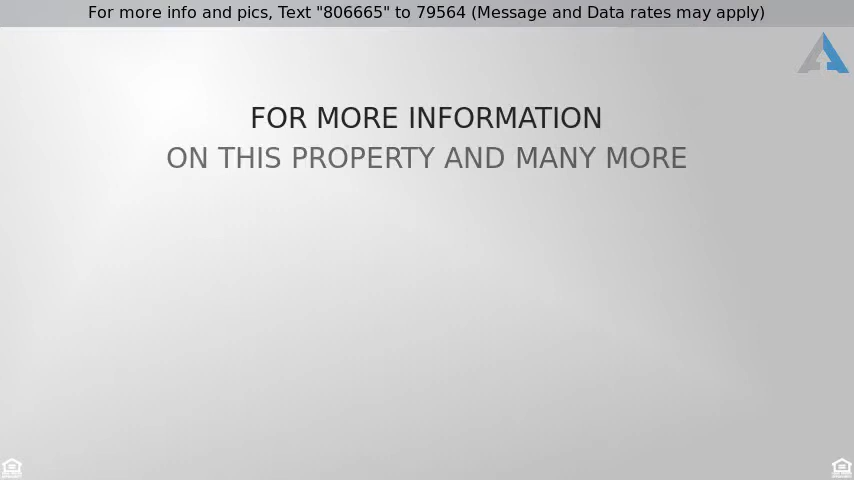 For more info and pics, Text "806665" to 79564 (Message and Data rates may apply)
FOR MORE INFORMATION
ON THIS PROPERTY AND MANY MORE